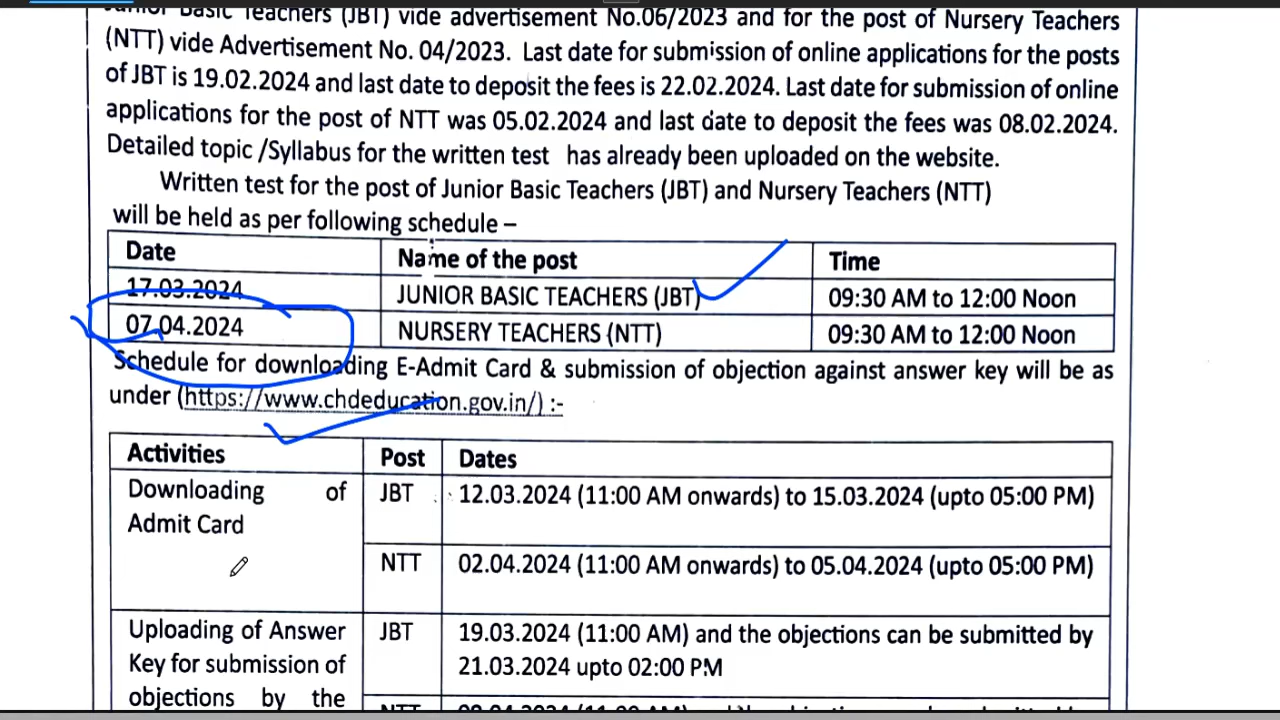 Junior Basic Teachers (JBT) vide advertisement No.06/2023 and for the post of Nursery Teachers
(NTT) vide Advertisement No. 04/2023. Last date for submission of online applications for the posts
of JBT is 19.02.2024 and last date to deposit the fees is 22.02.2024. Last date for submission of online
applications for the post of NTT was 05.02.2024 and last date to deposit the fees was 08.02.2024.
Detailed topic /Syllabus for the written test has already been uploaded on the website.
Written test for the post of Junior Basic Teachers (JBT) and Nursery Teachers (NTT)
will be held as per following schedule –
Date Name of the post Time
17.03.2024 JUNIOR BASIC TEACHERS (JBT) 09:30 AM to 12:00 Noon
07.04.2024 NURSERY TEACHERS (NTT) 09:30 AM to 12:00 Noon
Schedule for downloading E-Admit Card & submission of objection against answer key will be as
under (https://www.chdeducation.gov.in/) :-
Activities Post Dates
Downloading of JBT 12.03.2024 (11:00 AM onwards) to 15.03.2024 (upto 05:00 PM)
Admit Card
NTT 02.04.2024 (11:00 AM onwards) to 05.04.2024 (upto 05:00 PM)
Uploading of Answer JBT 19.03.2024 (11:00 AM) and the objections can be submitted by
Key for submission of 21.03.2024 upto 02:00 PM
objections by the
NTT